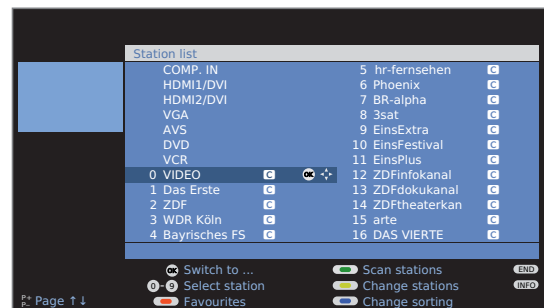 Station list
COMP. IN
HDMI1/DVI
HDMI2/DVI
VGA
AVS
DVD
VCR
0 VIDEO C OK
1 Das Erste C
2 ZDF C
3 WDR Köln C
4 Bayrisches FS C
5 hr-fernsehen C
6 Phoenix C
7 BR-alpha C
8 3sat C
9 EinsExtra C
10 EinsFestival C
11 EinsPlus C
12 ZDFinfokanal C
13 ZDFdokukanal C
14 ZDFtheaterkan C
15 arte C
16 DAS VIERTE C
OK Switch to ...
0-9 Select station
Favourites
Scan stations END
Change stations INFO
Change sorting
P+ P- Page ↑↓